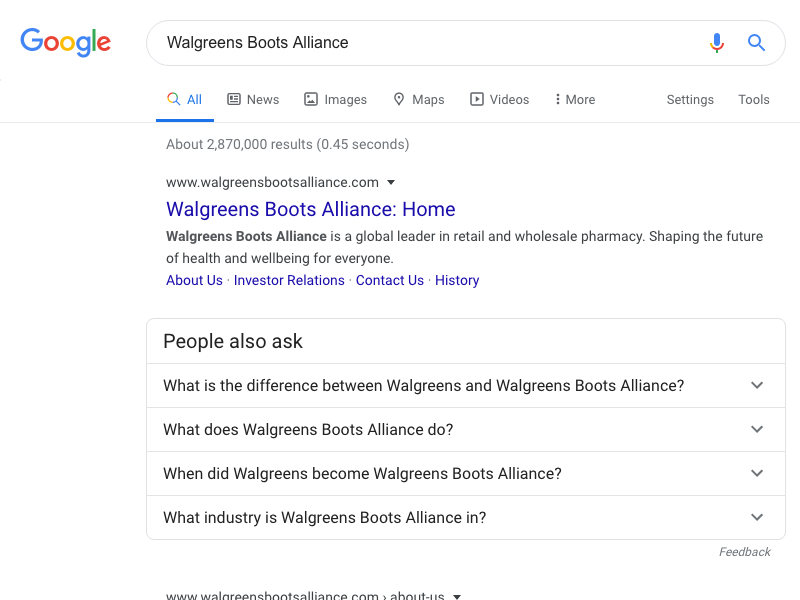 Google
Walgreens Boots Alliance
All News Images Maps Videos More Settings Tools
About 2,870,000 results (0.45 seconds)
www.walgreensbootsalliance.com
Walgreens Boots Alliance: Home
Walgreens Boots Alliance is a global leader in retail and wholesale pharmacy. Shaping the future
of health and wellbeing for everyone.
About Us · Investor Relations · Contact Us · History
People also ask
What is the difference between Walgreens and Walgreens Boots Alliance?
What does Walgreens Boots Alliance do?
When did Walgreens become Walgreens Boots Alliance?
What industry is Walgreens Boots Alliance in?
Feedback
www.walgreensbootsalliance.com › about-us